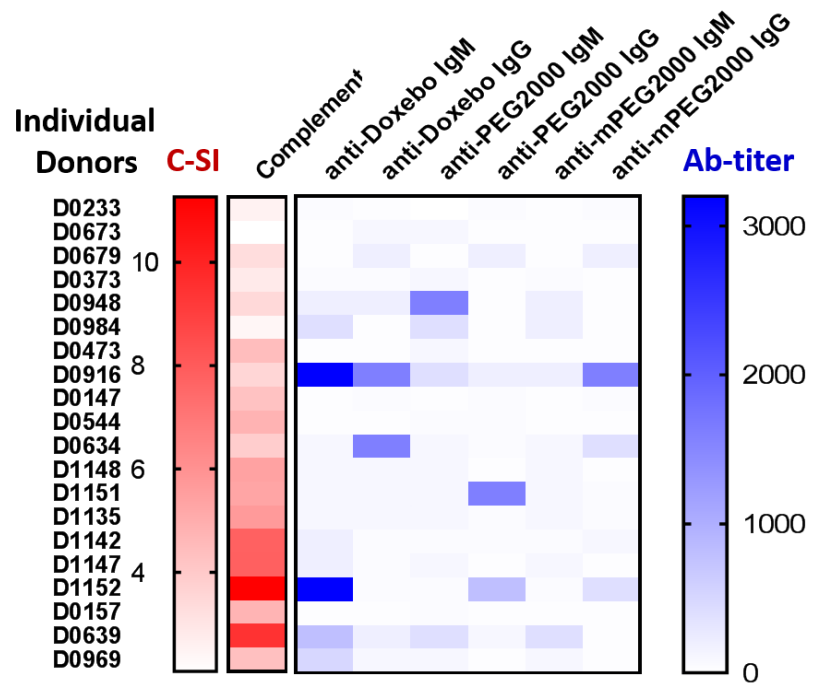 Individual
Donors
C-SI
Complement
anti-Doxebo IgM
anti-Doxebo IgG
anti-PEG2000 IgM
anti-PEG2000 IgG
anti-mPEG2000 IgM
anti-mPEG2000 IgG
Ab-titer
D0233
D0673
D0679
D0373
D0948
D0984
D0473
D0916
D0147
D0544
D0634
D1148
D1151
D1135
D1142
D1147
D1152
D0157
D0639
D0969
10
8
6
4
3000
2000
1000
0